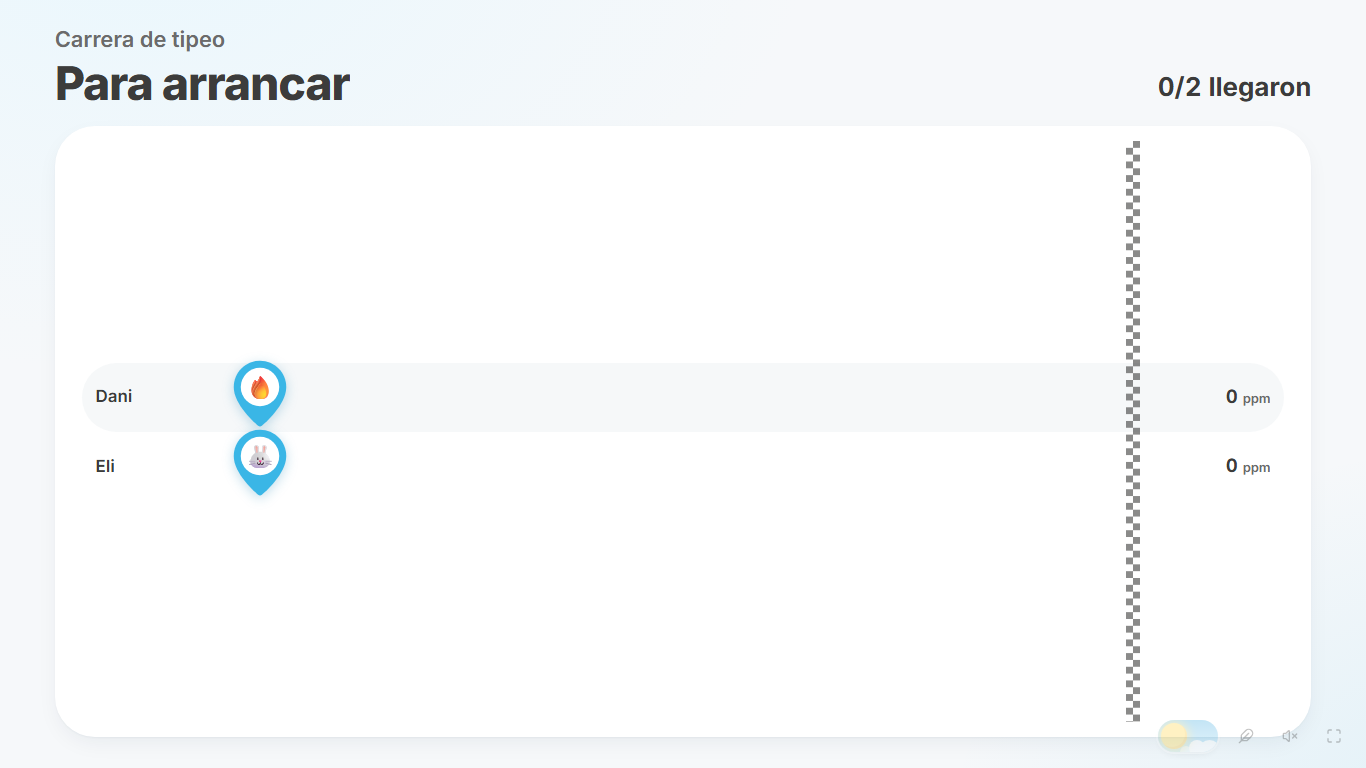 Carrera de tipeo
Para arrancar
0/2 llegaron
Dani
0 ppm
Eli
0 ppm